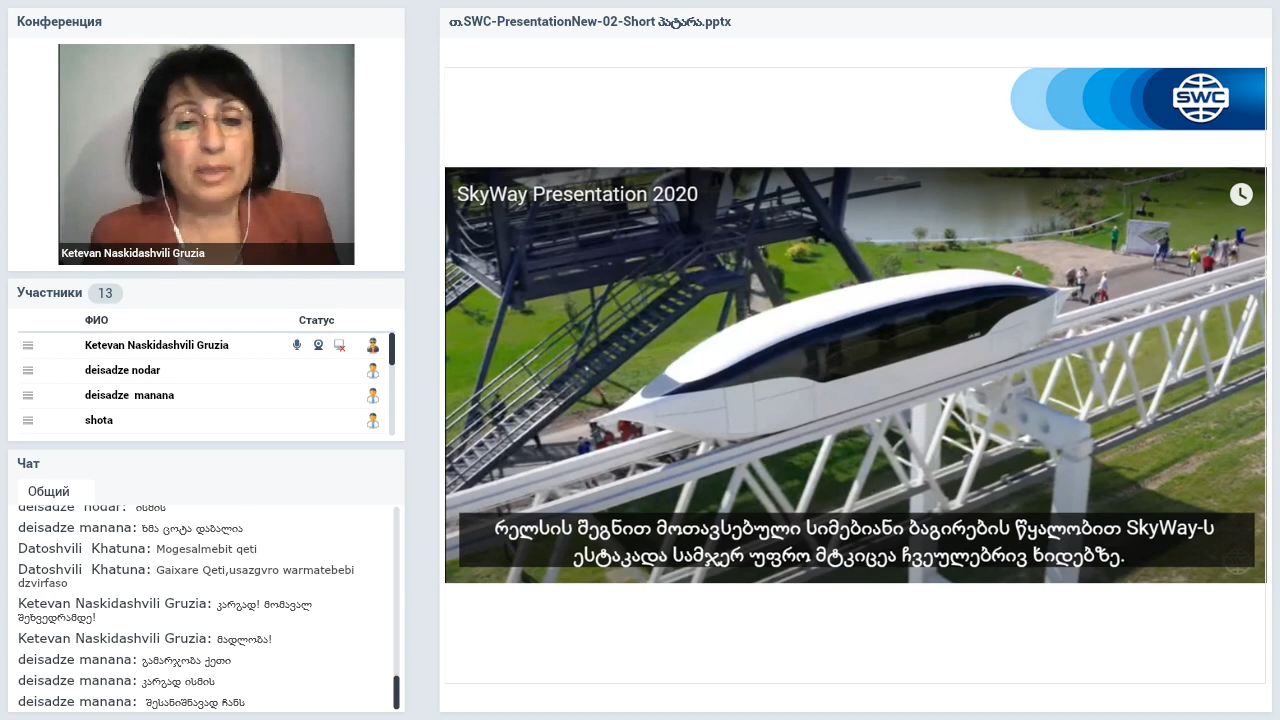 Конференция
Ketevan Naskidashvili Gruzia
Участники 13
ФИО Статус
Ketevan Naskidashvili Gruzia
deisadze nodar
deisadze manana
shota
Чат
Общий
deisadze nodar: ისმის
deisadze manana: ხმა ცოტა დაბალია
Datoshvili Khatuna: Mogesalmebit qeti
Datoshvili Khatuna: Gaixare Qeti,usazgvro warmatebebi
dzvirfaso
Ketevan Naskidashvili Gruzia: კარგად! მომავალ
შეხვედრამდე!
Ketevan Naskidashvili Gruzia: მადლობა!
deisadze manana: გამარჯობა ქეთი
deisadze manana: კარგად ისმის
deisadze manana: შესანიშნავად ჩანს
თ.SWC-PresentationNew-02-Short პატარა.pptx
SWC
SkyWay Presentation 2020
რელსის შეგნით მოთავსებული სიმებიანი ბაგირების წყალობით SkyWay-ს
ესტაკადა სამჯერ უფრო მტკიცეა ჩვეულებრივ ხიდებზე.